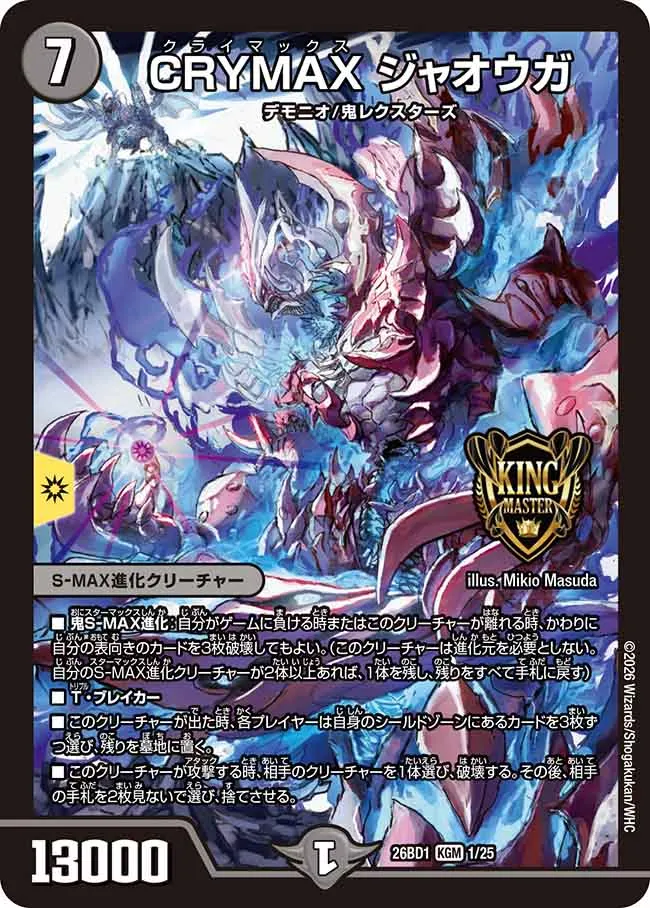 7
クライマックス
CRYMAX ジャオウガ
デモニオ/鬼レクスターズ
KING
MASTER
S-MAX進化クリーチャー
illus. Mikio Masuda
■鬼S-MAX進化：自分がゲームに負ける時またはこのクリーチャーが離れる時、かわりに
自分の表向きのカードを3枚破壊してもよい。(このクリーチャーは進化元を必要としない。
自分のS-MAX進化クリーチャーが2体以上あれば、1体を残し、残りをすべて手札に戻す)
■T・ブレイカー
■このクリーチャーが出た時、各プレイヤーは自身のシールドゾーンにあるカードを3枚ず
つ選び、残りを墓地に置く。
■このクリーチャーが攻撃する時、相手のクリーチャーを1体選び、破壊する。その後、相手
の手札を2枚見ないで選び、捨てさせる。
©2026 Wizards/Shogakukan/WHC
13000
T
26BD1 KGM 1/25